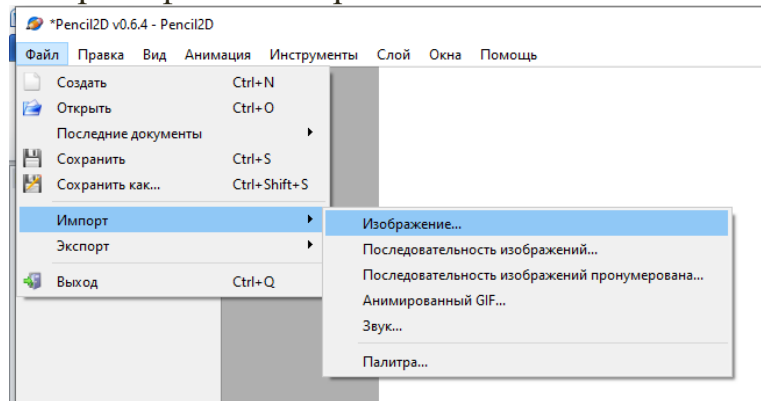 *Pencil2D v0.6.4 - Pencil2D
Файл Правка Вид Анимация Инструменты Слой Окна Помощь
Создать Ctrl+N
Открыть Ctrl+O
Последние документы
Сохранить Ctrl+S
Сохранить как... Ctrl+Shift+S
Импорт
Экспорт
Выход Ctrl+Q
Изображение...
Последовательность изображений...
Последовательность изображений пронумерована...
Анимированный GIF...
Звук...
Палитра...